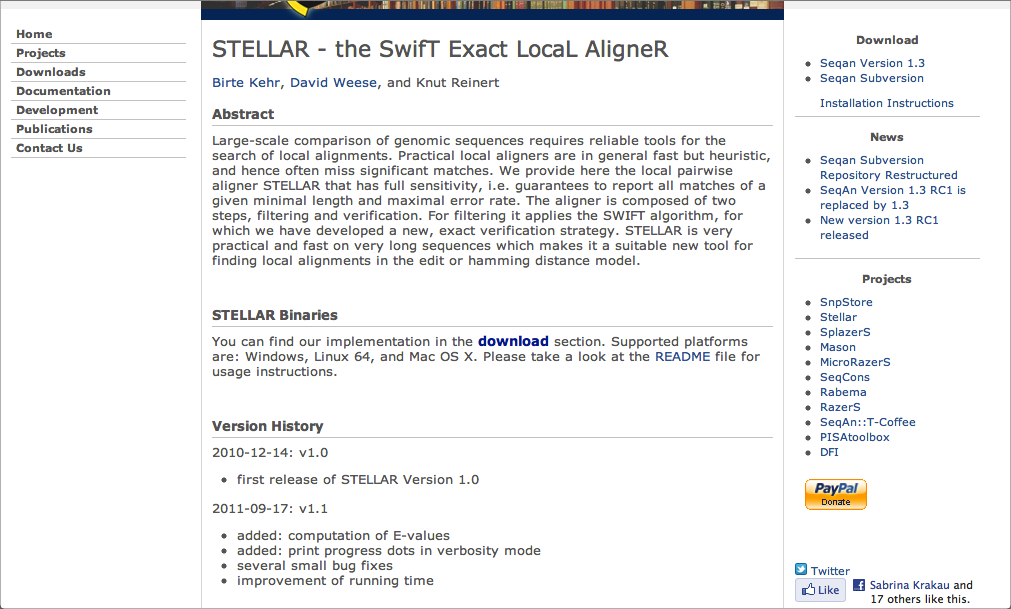 Home
Projects
Downloads
Documentation
Development
Publications
Contact Us
STELLAR - the SwifT Exact LocaL AligneR
Birte Kehr, David Weese, and Knut Reinert
Abstract
Large-scale comparison of genomic sequences requires reliable tools for the
search of local alignments. Practical local aligners are in general fast but heuristic,
and hence often miss significant matches. We provide here the local pairwise
aligner STELLAR that has full sensitivity, i.e. guarantees to report all matches of a
given minimal length and maximal error rate. The aligner is composed of two
steps, filtering and verification. For filtering it applies the SWIFT algorithm, for
which we have developed a new, exact verification strategy. STELLAR is very
practical and fast on very long sequences which makes it a suitable new tool for
finding local alignments in the edit or hamming distance model.
STELLAR Binaries
You can find our implementation in the download section. Supported platforms
are: Windows, Linux 64, and Mac OS X. Please take a look at the README file for
usage instructions.
Version History
2010-12-14: v1.0
• first release of STELLAR Version 1.0
2011-09-17: v1.1
• added: computation of E-values
• added: print progress dots in verbosity mode
• several small bug fixes
• improvement of running time
Download
• Seqan Version 1.3
• Seqan Subversion
Installation Instructions
News
• Seqan Subversion
Repository Restructured
• SeqAn Version 1.3 RC1 is
replaced by 1.3
• New version 1.3 RC1
released
Projects
• SnpStore
• Stellar
• SplazerS
• Mason
• MicroRazerS
• SeqCons
• Rabema
• RazerS
• SeqAn::T-Coffee
• PISAtoolbox
• DFI
PayPal
Donate
Twitter
Like
Sabrina Krakau and
17 others like this.